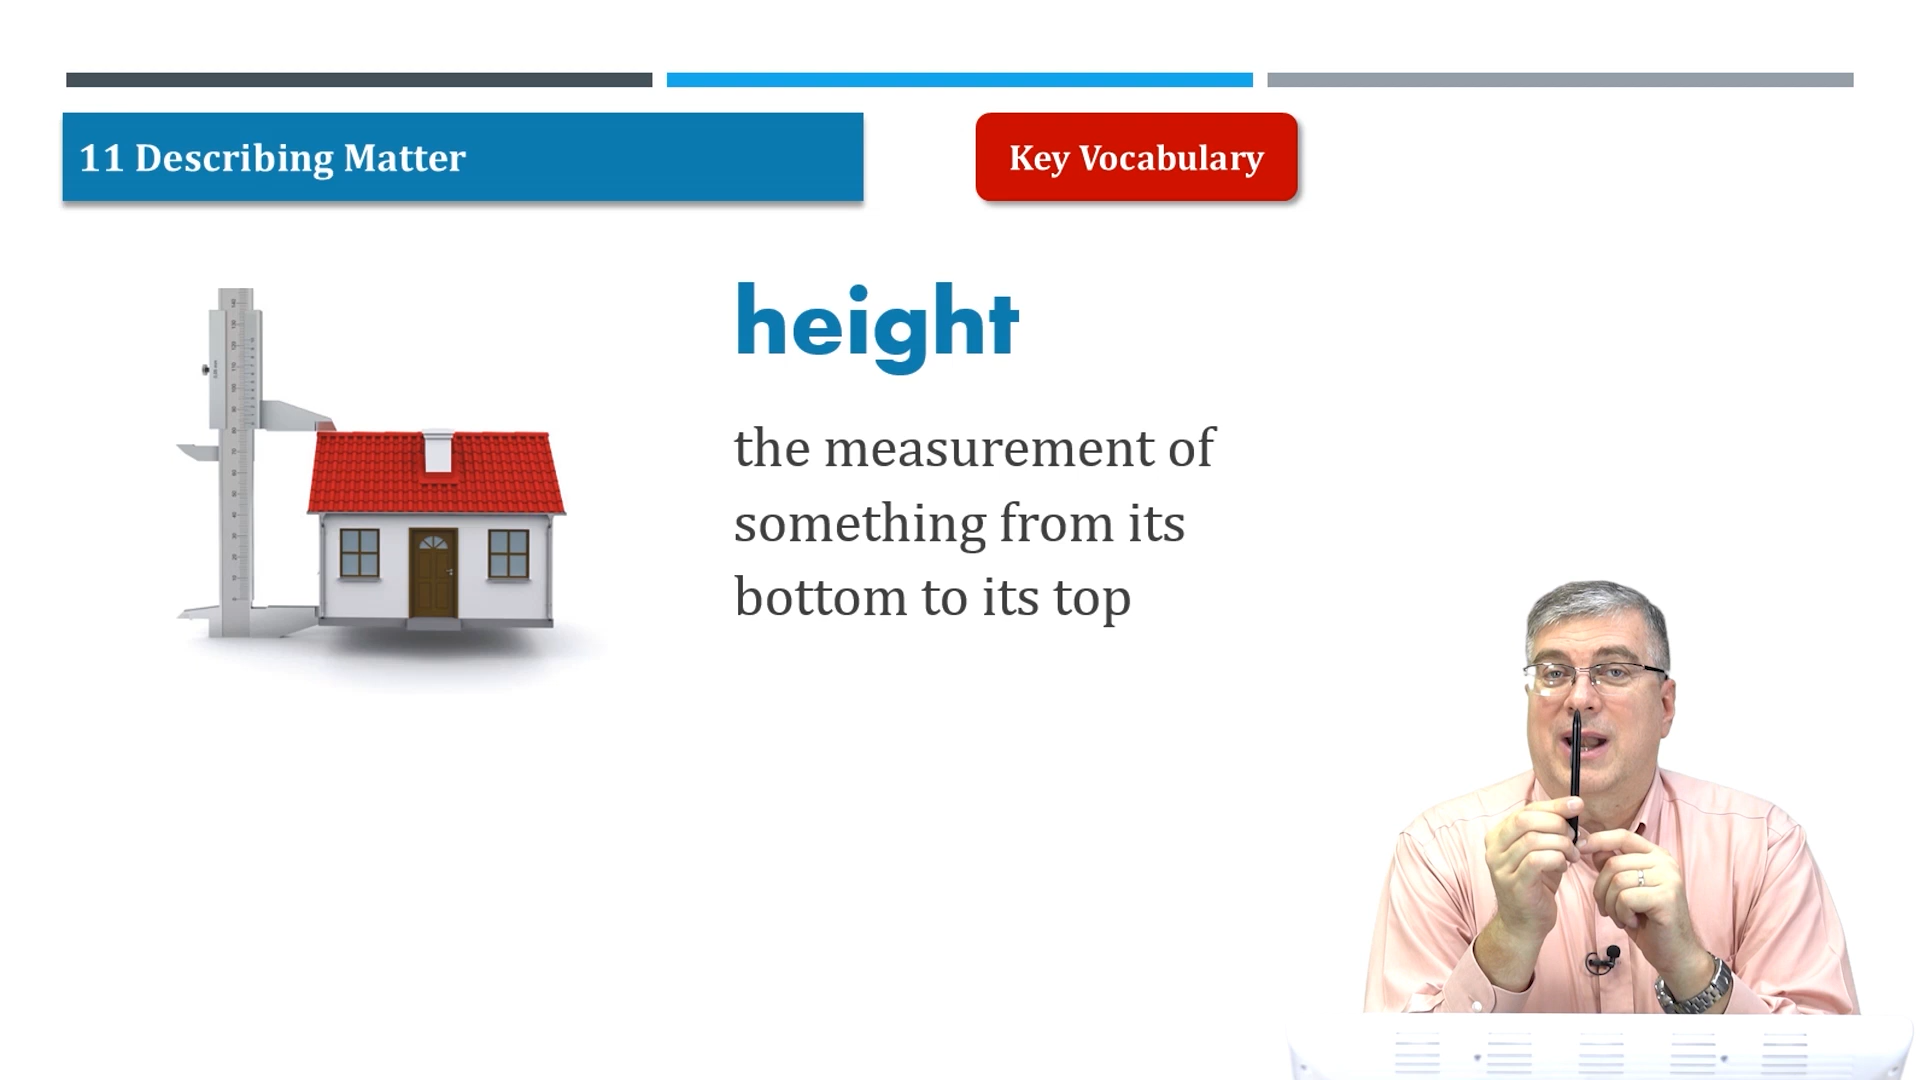 11 Describing Matter
Key Vocabulary
height
the measurement of
something from its
bottom to its top